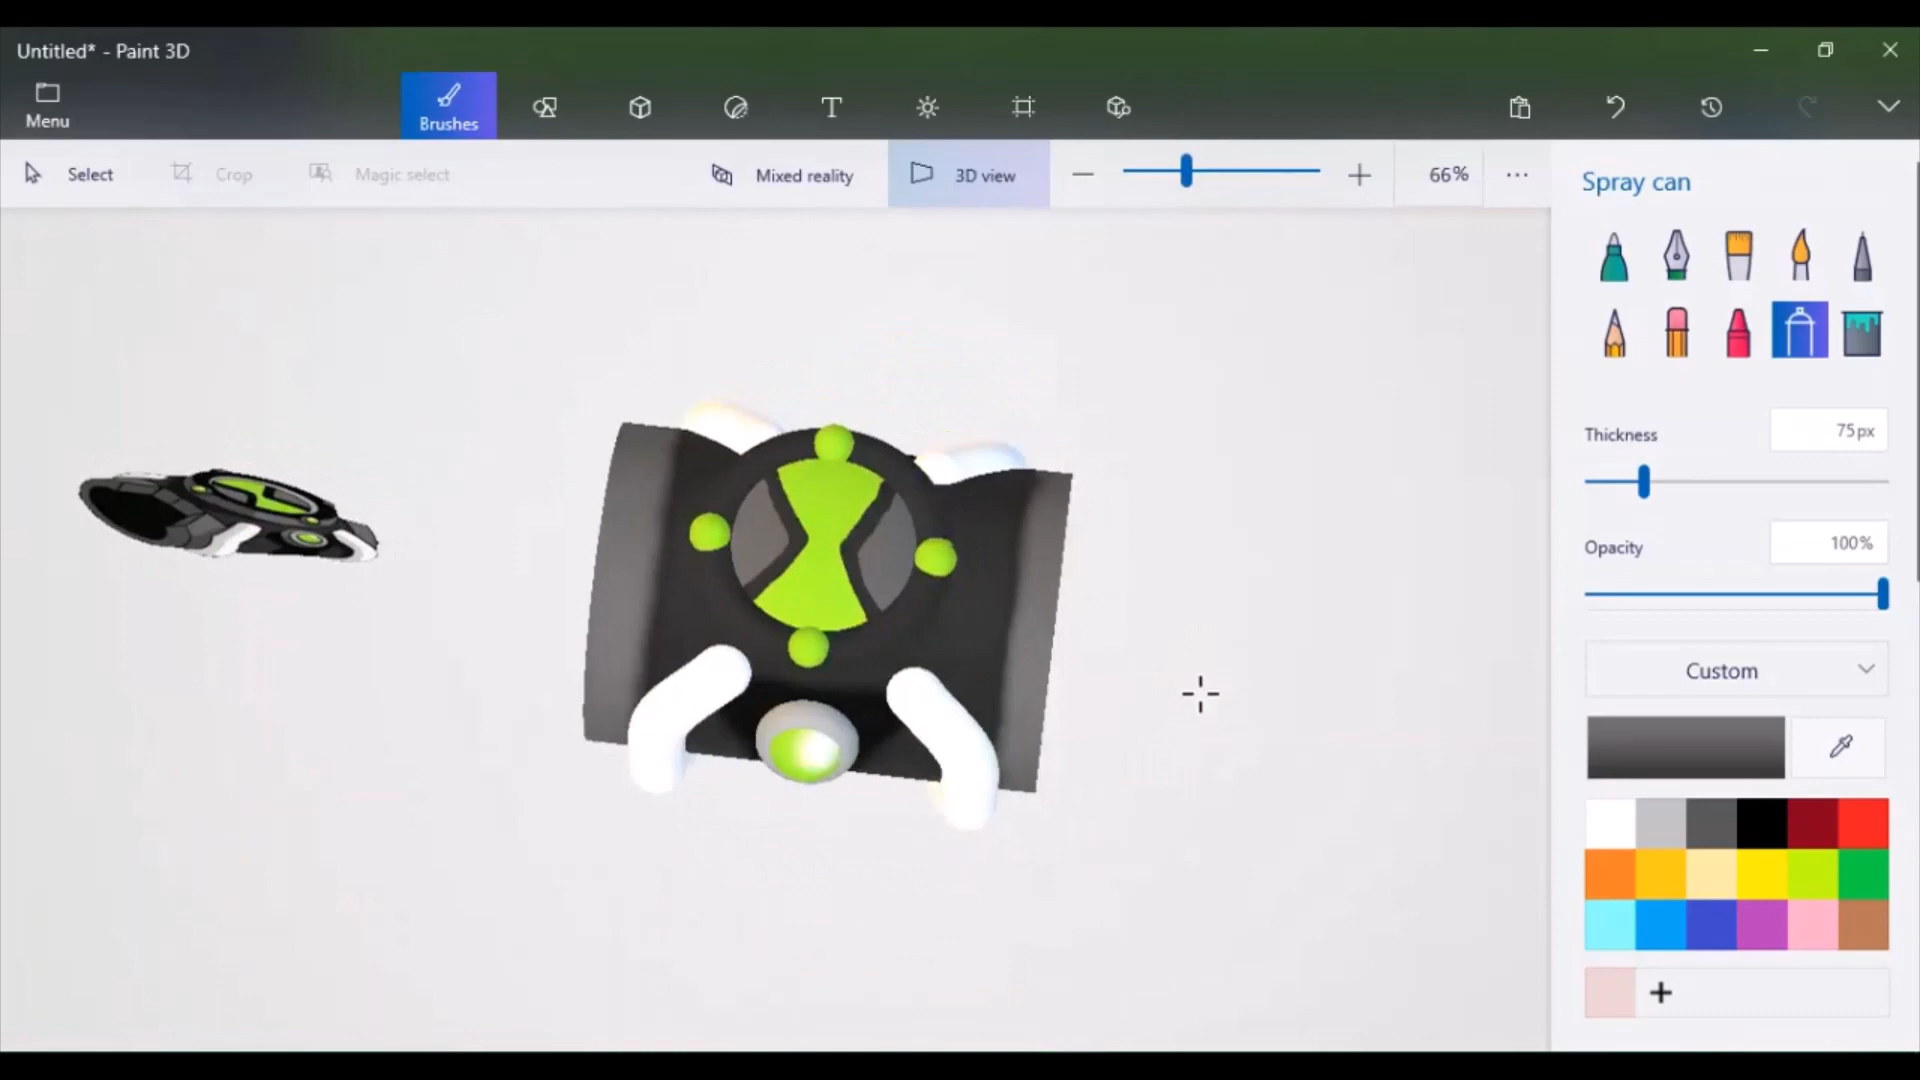 Untitled* - Paint 3D
Menu
Brushes
Select
Crop
Magic select
Mixed reality
3D view
66%
Spray can
Thickness
75px
Opacity
100%
Custom